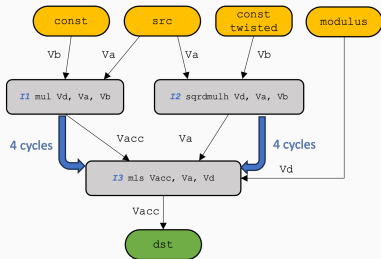 const
src
const
twisted
modulus
Vb
Va
Va
Vb
I1 mul Vd, Va, Vb
I2 sqrdmulh Vd, Va, Vb
4 cycles
Vacc
Va
4 cycles
Vd
I3 mls Vacc, Va, Vd
Vacc
dst